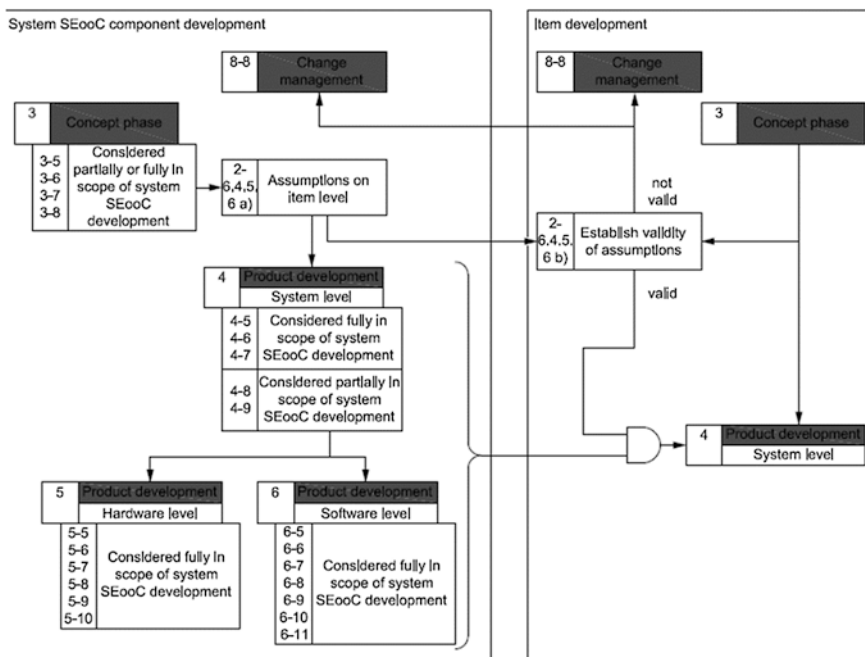 System SEooC component development
Item development
8-8
Change
management
8-8
Change
management
3
Concept phase
3-5
3-6
3-7
3-8
Considered
partially or fully in
scope of system
SEooC
development
2-
6,4,5,
6 a)
Assumptions on
item level
3
Concept phase
not
valid
2-
6,4,5,
6 b)
Establish validity
of assumptions
valid
4
Product development
System level
4-5
4-6
4-7
Considered fully in
scope of system
SEooC development
4-8
4-9
Considered partially in
scope of system
SEooC development
4
Product development
System level
5
Product development
Hardware level
5-5
5-6
5-7
5-8
5-9
5-10
Considered fully in
scope of system
SEooC development
6
Product development
Software level
6-5
6-6
6-7
6-8
6-9
6-10
6-11
Considered fully in
scope of system
SEooC development